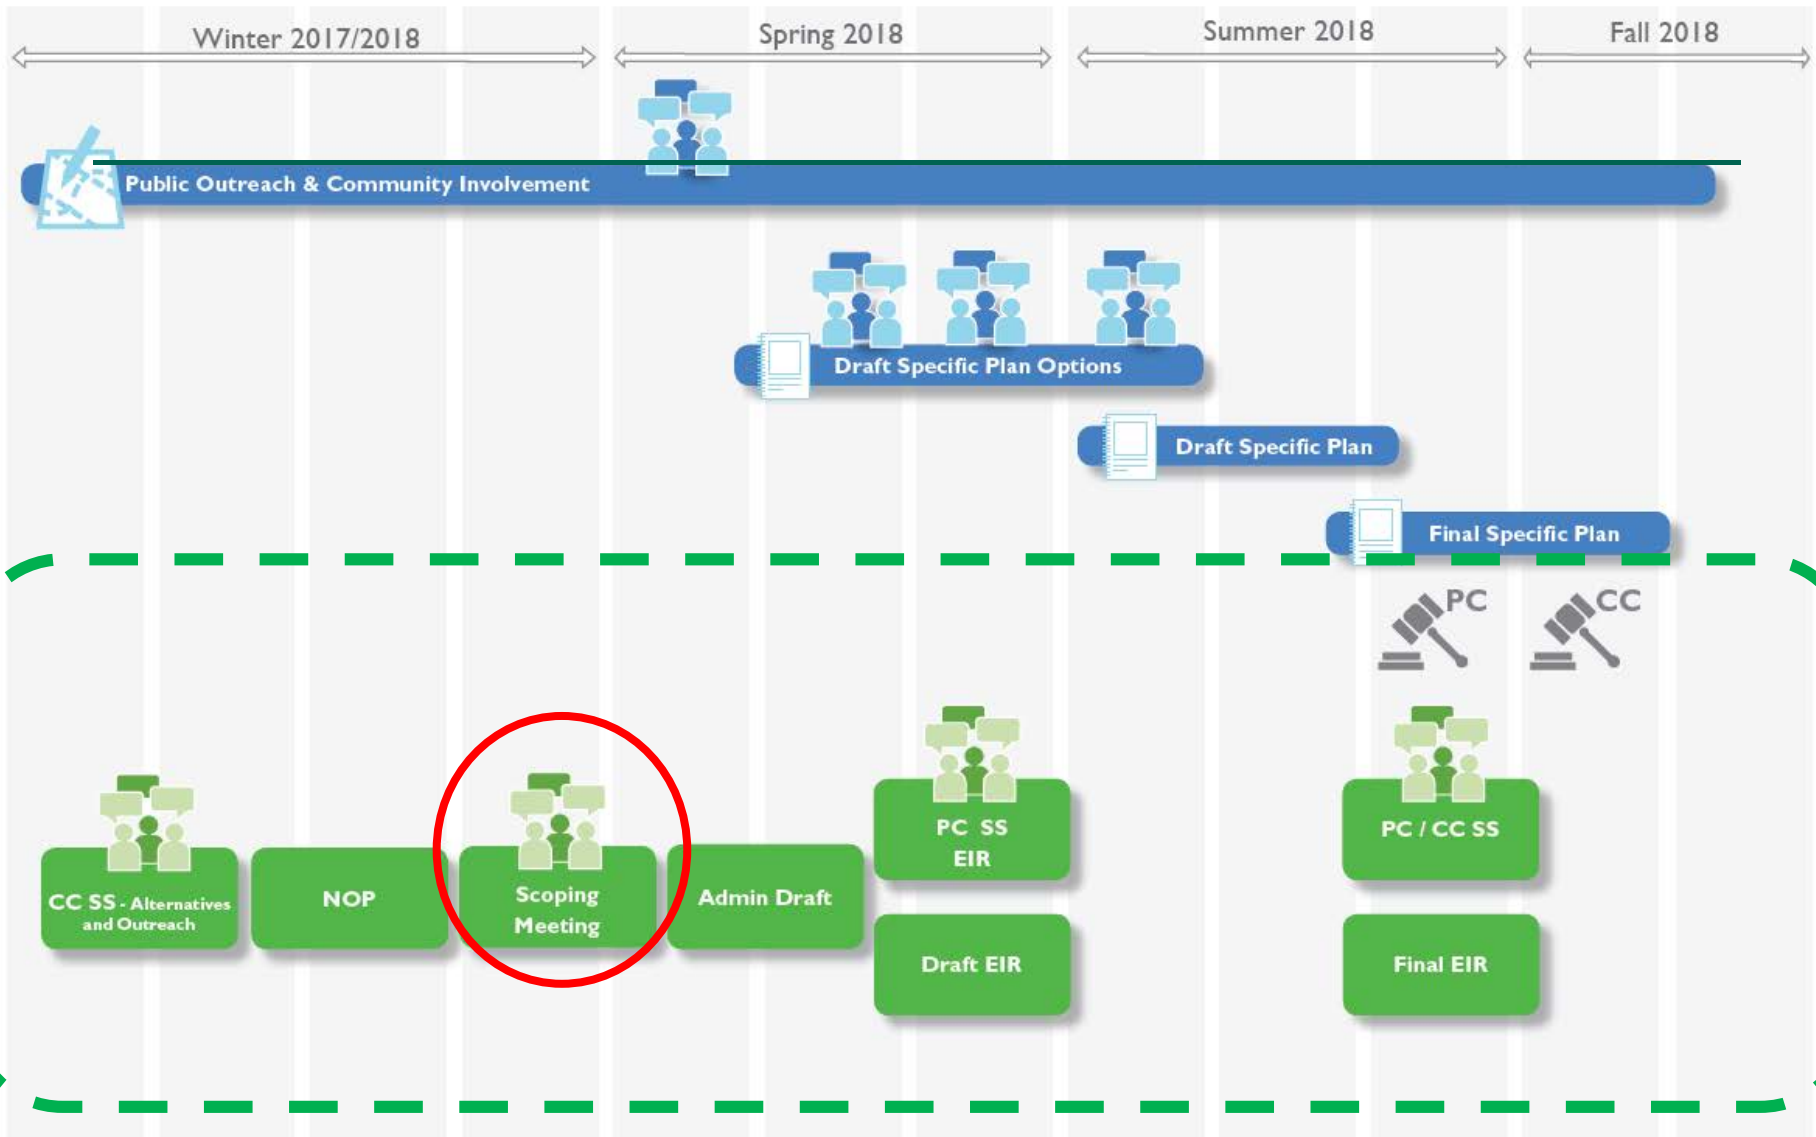 Winter 2017/2018
Spring 2018
Summer 2018
Fall 2018
Public Outreach & Community Involvement
Draft Specific Plan Options
Draft Specific Plan
Final Specific Plan
PC
CC
CC SS - Alternatives
and Outreach
NOP
Scoping
Meeting
Admin Draft
PC SS
EIR
Draft EIR
PC / CC SS
Final EIR